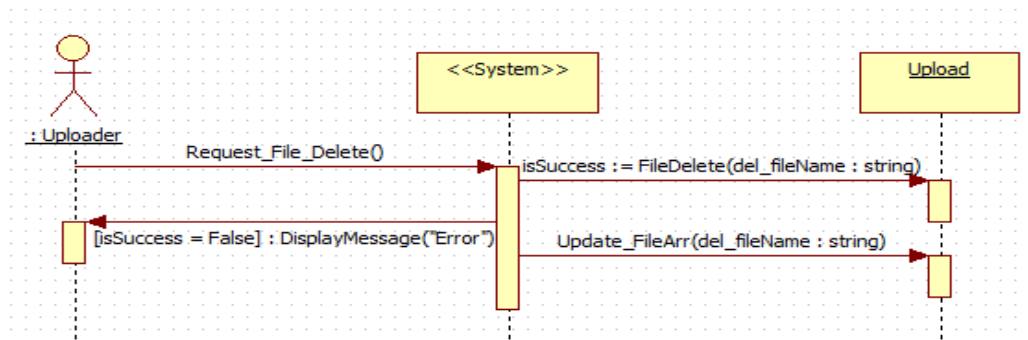 <<System>>
Upload
: Uploader
Request_File_Delete()
isSuccess := FileDelete(del_fileName : string)
[isSuccess = False] : DisplayMessage("Error")
Update_FileArr(del_fileName : string)